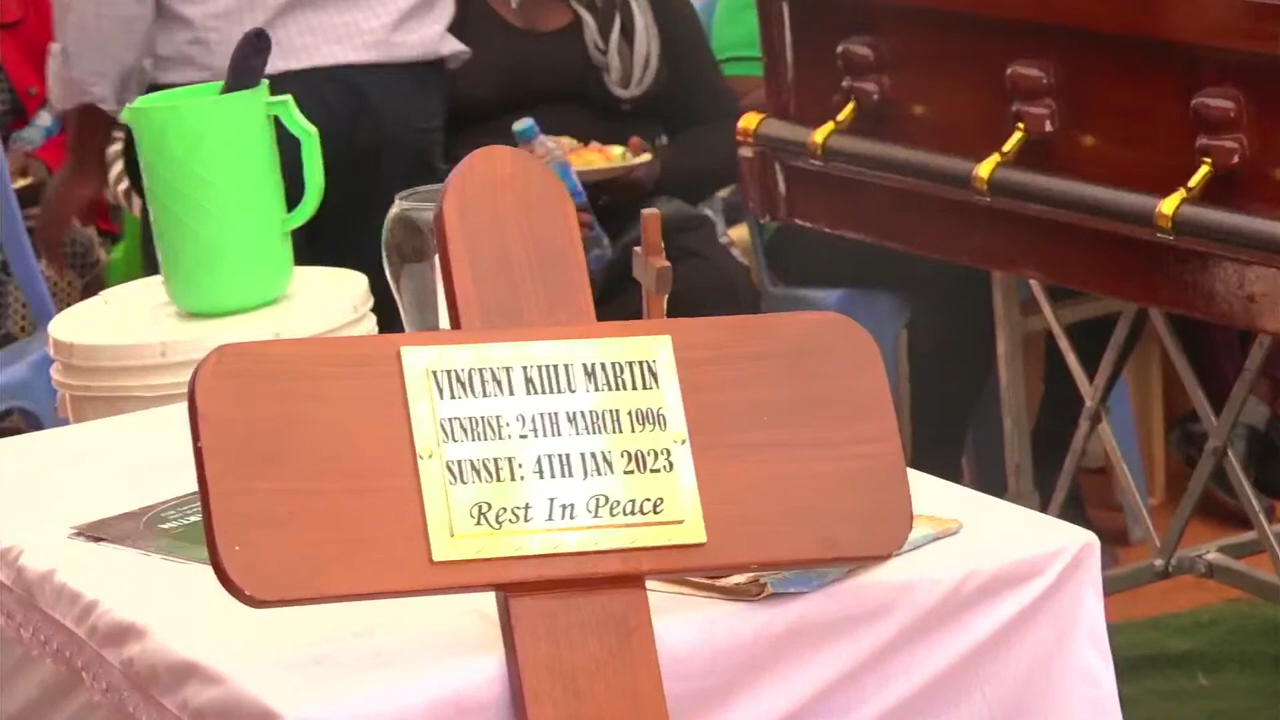 VINCENT KIILU MARTIN
SUNRISE: 24TH MARCH 1996
SUNSET: 4TH JAN 2023
Rest In Peace